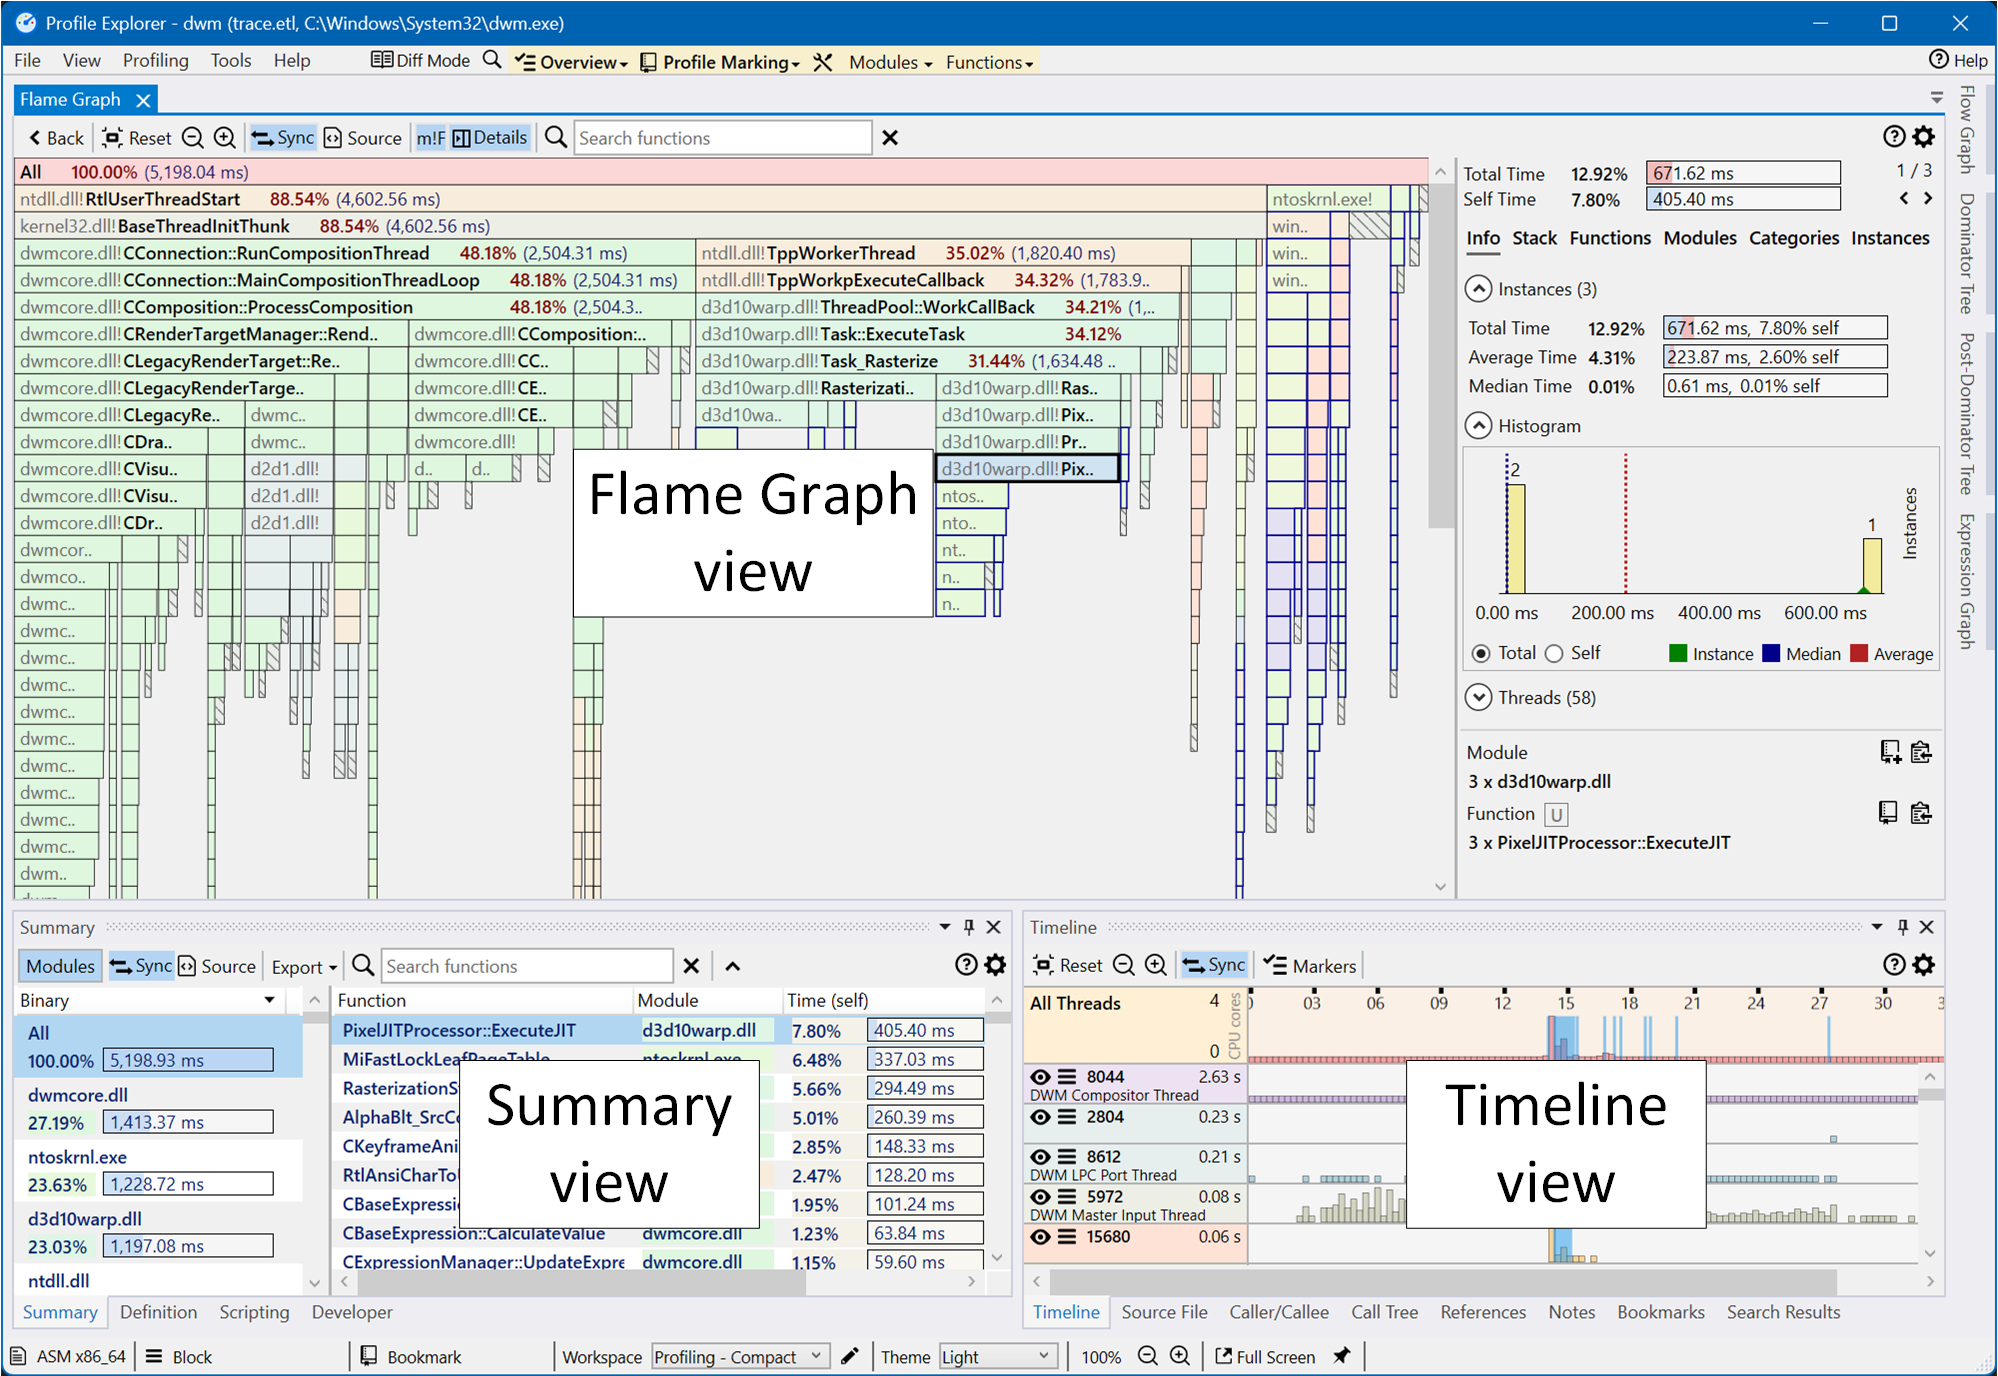 Profile Explorer - dwm (trace.etl, C:\Windows\System32\dwm.exe)
File View Profiling Tools Help Diff Mode Overview Profile Marking Modules Functions Help
Flame Graph
Back Reset Sync Source m!F Details Search functions
All 100.00% (5,198.04 ms)
ntdll.dll!RtlUserThreadStart 88.54% (4,602.56 ms) ntoskrnl.exe!
kernel32.dll!BaseThreadInitThunk 88.54% (4,602.56 ms) win..
dwmcore.dll!CConnection::RunCompositionThread 48.18% (2,504.31 ms) ntdll.dll!TppWorkerThread 35.02% (1,820.40 ms) win..
dwmcore.dll!CConnection::MainCompositionThreadLoop 48.18% (2,504.31 ms) ntdll.dll!TppWorkpExecuteCallback 34.32% (1,783.9.. win..
dwmcore.dll!CComposition::ProcessComposition 48.18% (2,504.3.. d3d10warp.dll!ThreadPool::WorkCallBack 34.21% (1,..
dwmcore.dll!CRenderTargetManager::Rend.. dwmcore.dll!CComposition:.. d3d10warp.dll!Task::ExecuteTask 34.12%
dwmcore.dll!CLegacyRenderTarget::Re.. dwmcore.dll!CC.. d3d10warp.dll!Task_Rasterize 31.44% (1,634.48 ..
dwmcore.dll!CLegacyRenderTarge.. dwmcore.dll!CE.. d3d10warp.dll!Rasterizati.. d3d10warp.dll!Ras..
dwmcore.dll!CLegacyRe.. dwmc.. dwmcore.dll!CE.. d3d10wa.. d3d10warp.dll!Pix..
dwmcore.dll!CDra.. dwmc.. dwmcore.dll! d3d10warp.dll!Pr..
dwmcore.dll!CVisu.. d2d1.dll! d.. d.. d3d10warp.dll!Pix..
dwmcore.dll!CVisu.. d2d1.dll! ntos..
dwmcore.dll!CDr.. d2d1.dll! nto..
dwmcor.. nt..
dwmco.. n..
dwmc.. n..
dwmc..
dwmc..
dwmc..
dwmc..
dwmc..
dwmc..
dwmc..
dwmc..
dwmc..
dwm..
Flame Graph
view
Total Time 12.92% 671.62 ms 1 / 3
Self Time 7.80% 405.40 ms
Info Stack Functions Modules Categories Instances
Instances (3)
Total Time 12.92% 671.62 ms, 7.80% self
Average Time 4.31% 223.87 ms, 2.60% self
Median Time 0.01% 0.61 ms, 0.01% self
Histogram
2
1
Instances
0.00 ms 200.00 ms 400.00 ms 600.00 ms
Total Self Instance Median Average
Threads (58)
Module
3 x d3d10warp.dll
Function U
3 x PixelJITProcessor::ExecuteJIT
Flow Graph
Dominator Tree
Post-Dominator Tree
Expression Graph
Summary
Modules Sync Source Export Search functions
Binary
All
100.00% 5,198.93 ms
dwmcore.dll
27.19% 1,413.37 ms
ntoskrnl.exe
23.63% 1,228.72 ms
d3d10warp.dll
23.03% 1,197.08 ms
ntdll.dll
Function Module Time (self)
PixelJITProcessor::ExecuteJIT d3d10warp.dll 7.80% 405.40 ms
MiFastLockLeafPageTable ntoskrnl.exe 6.48% 337.03 ms
RasterizationSt 5.66% 294.49 ms
AlphaBlt_SrcCo 5.01% 260.39 ms
CKeyframeAni 2.85% 148.33 ms
RtlAnsiCharToU 2.47% 128.20 ms
CBaseExpressi 1.95% 101.24 ms
CBaseExpression::CalculateValue dwmcore.dll 1.23% 63.84 ms
CExpressionManager::UpdateExpre dwmcore.dll 1.15% 59.60 ms
Summary
view
Summary Definition Scripting Developer
Timeline
Reset Sync Markers
All Threads 4 CPU cores 0
0 03 06 09 12 15 18 21 24 27 30 3
8044 2.63 s
DWM Compositor Thread
2804 0.23 s
8612 0.21 s
DWM LPC Port Thread
5972 0.08 s
DWM Master Input Thread
15680 0.06 s
Timeline
view
Timeline Source File Caller/Callee Call Tree References Notes Bookmarks Search Results
ASM x86_64 Block Bookmark Workspace Profiling - Compact Theme Light 100% Full Screen